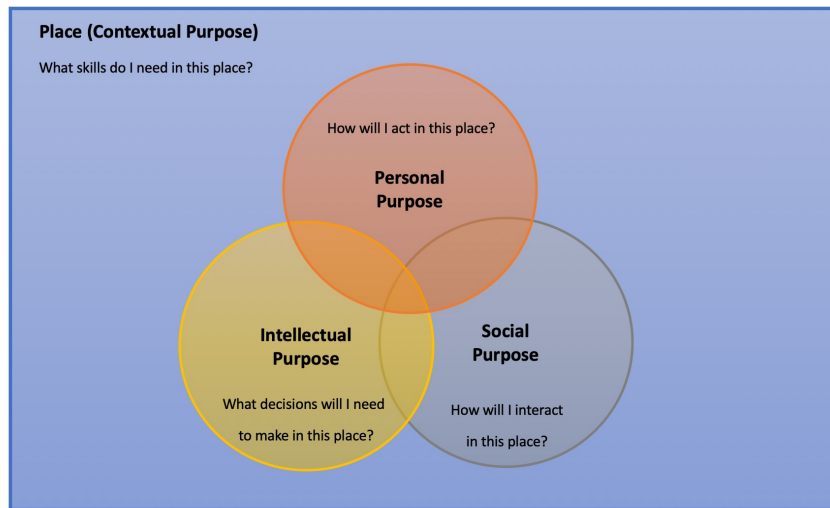 Place (Contextual Purpose)
What skills do I need in this place?
How will I act in this place?
Personal
Purpose
Intellectual
Purpose
What decisions will I need
to make in this place?
Social
Purpose
How will I interact
in this place?